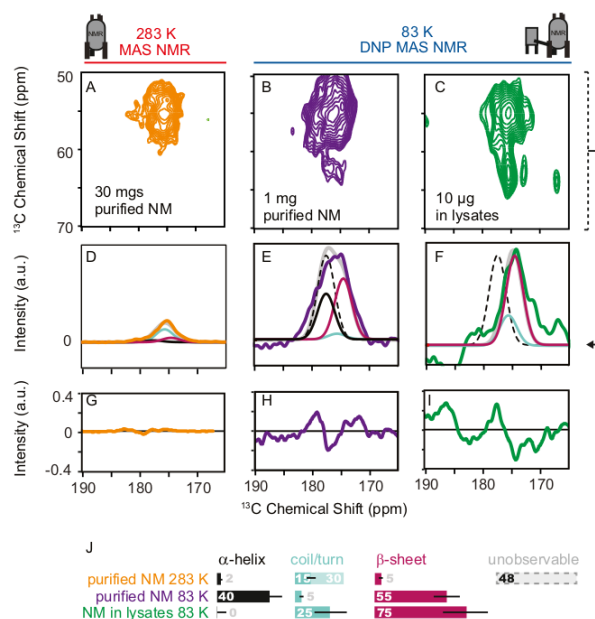 283 K
MAS NMR
83 K
DNP MAS NMR
NMR
NMR
¹³C Chemical Shift (ppm)
50
60
70
A
30 mgs
purified NM
B
1 mg
purified NM
C
10 µg
in lysates
Intensity (a.u.)
0
D
E
F
Intensity (a.u.)
0.4
0
-0.4
G
H
I
190 180 170
190 180 170
190 180 170
¹³C Chemical Shift (ppm)
J
α-helix coil/turn β-sheet unobservable
purified NM 283 K 2 15 30 5 48
purified NM 83 K 40 5 55
NM in lysates 83 K 0 25 75